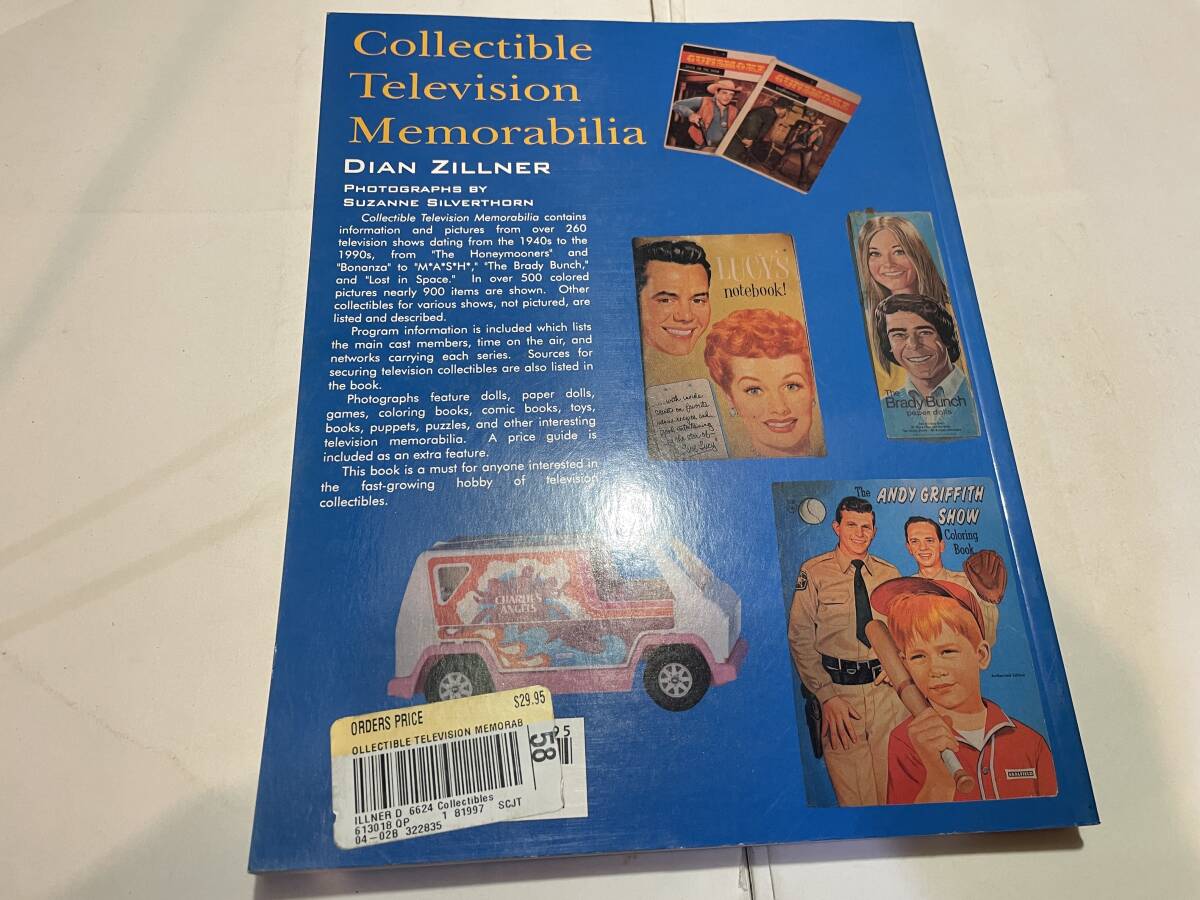 Collectible
Television
Memorabilia
DIAN ZILLNER
PHOTOGRAPHS BY
SUZANNE SILVERTHORN
Collectible Television Memorabilia contains
information and pictures from over 260
television shows dating from the 1940s to the
1990s, from "The Honeymooners" and
"Bonanza" to "M*A*S*H*," "The Brady Bunch,"
and "Lost in Space." In over 500 colored
pictures nearly 900 items are shown. Other
collectibles for various shows, not pictured, are
listed and described.
Program information is included which lists
the main cast members, time on the air, and
networks carrying each series. Sources for
securing television collectibles are also listed in
the book.
Photographs feature dolls, paper dolls,
games, coloring books, comic books, toys,
books, puppets, puzzles, and other interesting
television memorabilia. A price guide is
included as an extra feature.
This book is a must for anyone interested in
the fast-growing hobby of television
collectibles.
GUNSMOKE
GUNSMOKE
LUCY'S
notebook!
The
Brady Bunch
paper dolls
The ANDY GRIFFITH
SHOW
Coloring
Book
Authorized Edition
SAALFIELD
CHARLIE'S
ANGELS
ORDERS PRICE $29.95
OLLECTIBLE TELEVISION MEMORAB
58
95
ILLNER D 6624 Collectibles
613018 QP 1 81997 SCJT
04-02B 322835